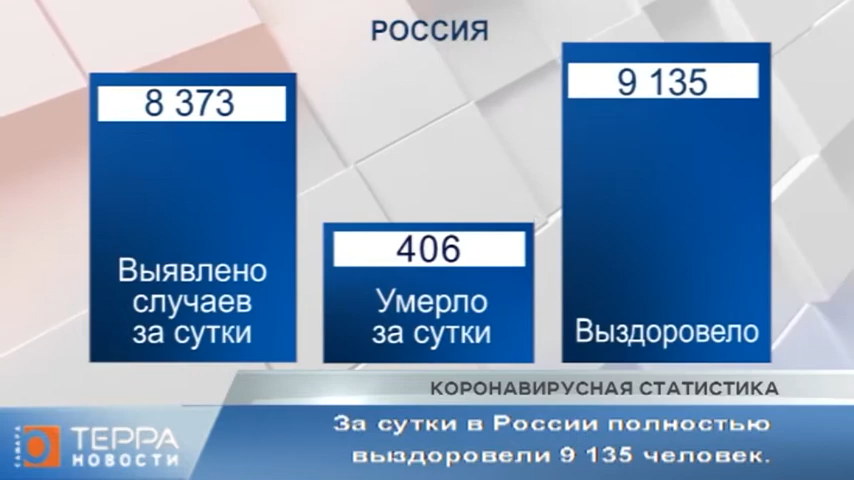 РОССИЯ
8 373
Выявлено
случаев
за сутки
406
Умерло
за сутки
9 135
Выздоровело
КОРОНАВИРУСНАЯ СТАТИСТИКА
САМАРА
ТЕРРА
НОВОСТИ
За сутки в России полностью
выздоровели 9 135 человек.